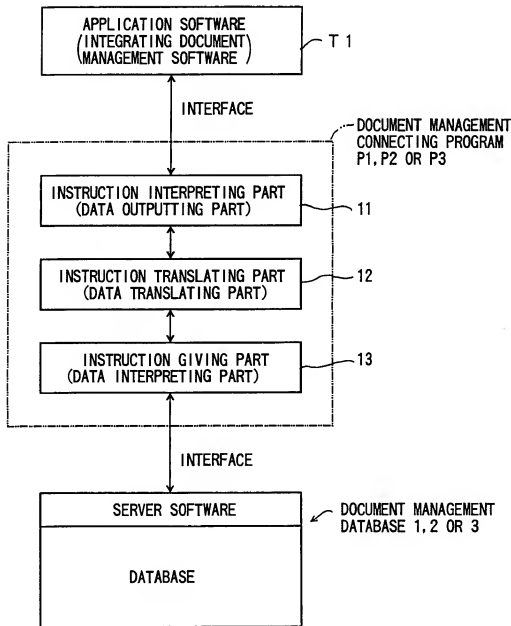 APPLICATION SOFTWARE
(INTEGRATING DOCUMENT
MANAGEMENT SOFTWARE)
T1
INTERFACE
DOCUMENT MANAGEMENT
CONNECTING PROGRAM
P1, P2 OR P3
INSTRUCTION INTERPRETING PART
(DATA OUTPUTTING PART)
11
INSTRUCTION TRANSLATING PART
(DATA TRANSLATING PART)
12
INSTRUCTION GIVING PART
(DATA INTERPRETING PART)
13
INTERFACE
SERVER SOFTWARE
DOCUMENT MANAGEMENT
DATABASE 1, 2 OR 3
DATABASE